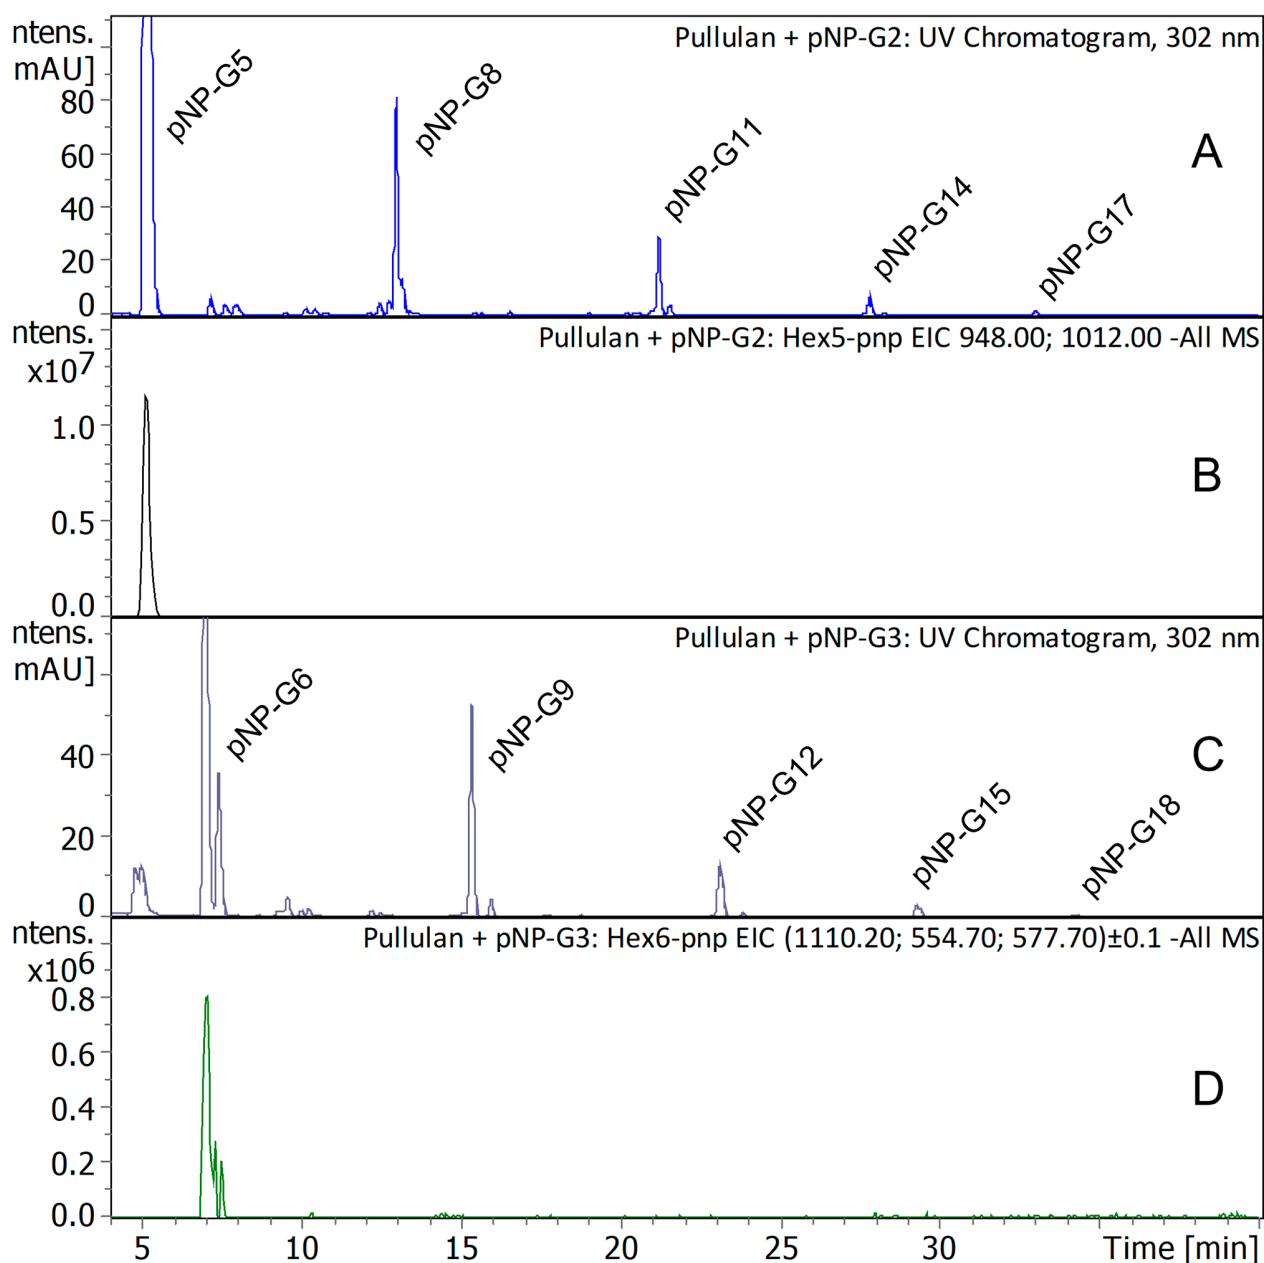 ntens.
mAU]
Pullulan + pNP-G2: UV Chromatogram, 302 nm
80
60
40
20
0
pNP-G5
pNP-G8
pNP-G11
pNP-G14
pNP-G17
A
ntens.
x10⁷
Pullulan + pNP-G2: Hex5-pnp EIC 948.00; 1012.00 -All MS
1.0
0.5
0.0
B
ntens.
mAU]
Pullulan + pNP-G3: UV Chromatogram, 302 nm
40
20
0
pNP-G6
pNP-G9
pNP-G12
pNP-G15
pNP-G18
C
ntens.
x10⁶
Pullulan + pNP-G3: Hex6-pnp EIC (1110.20; 554.70; 577.70)±0.1 -All MS
0.8
0.6
0.4
0.2
0.0
D
5 10 15 20 25 30 Time [min]